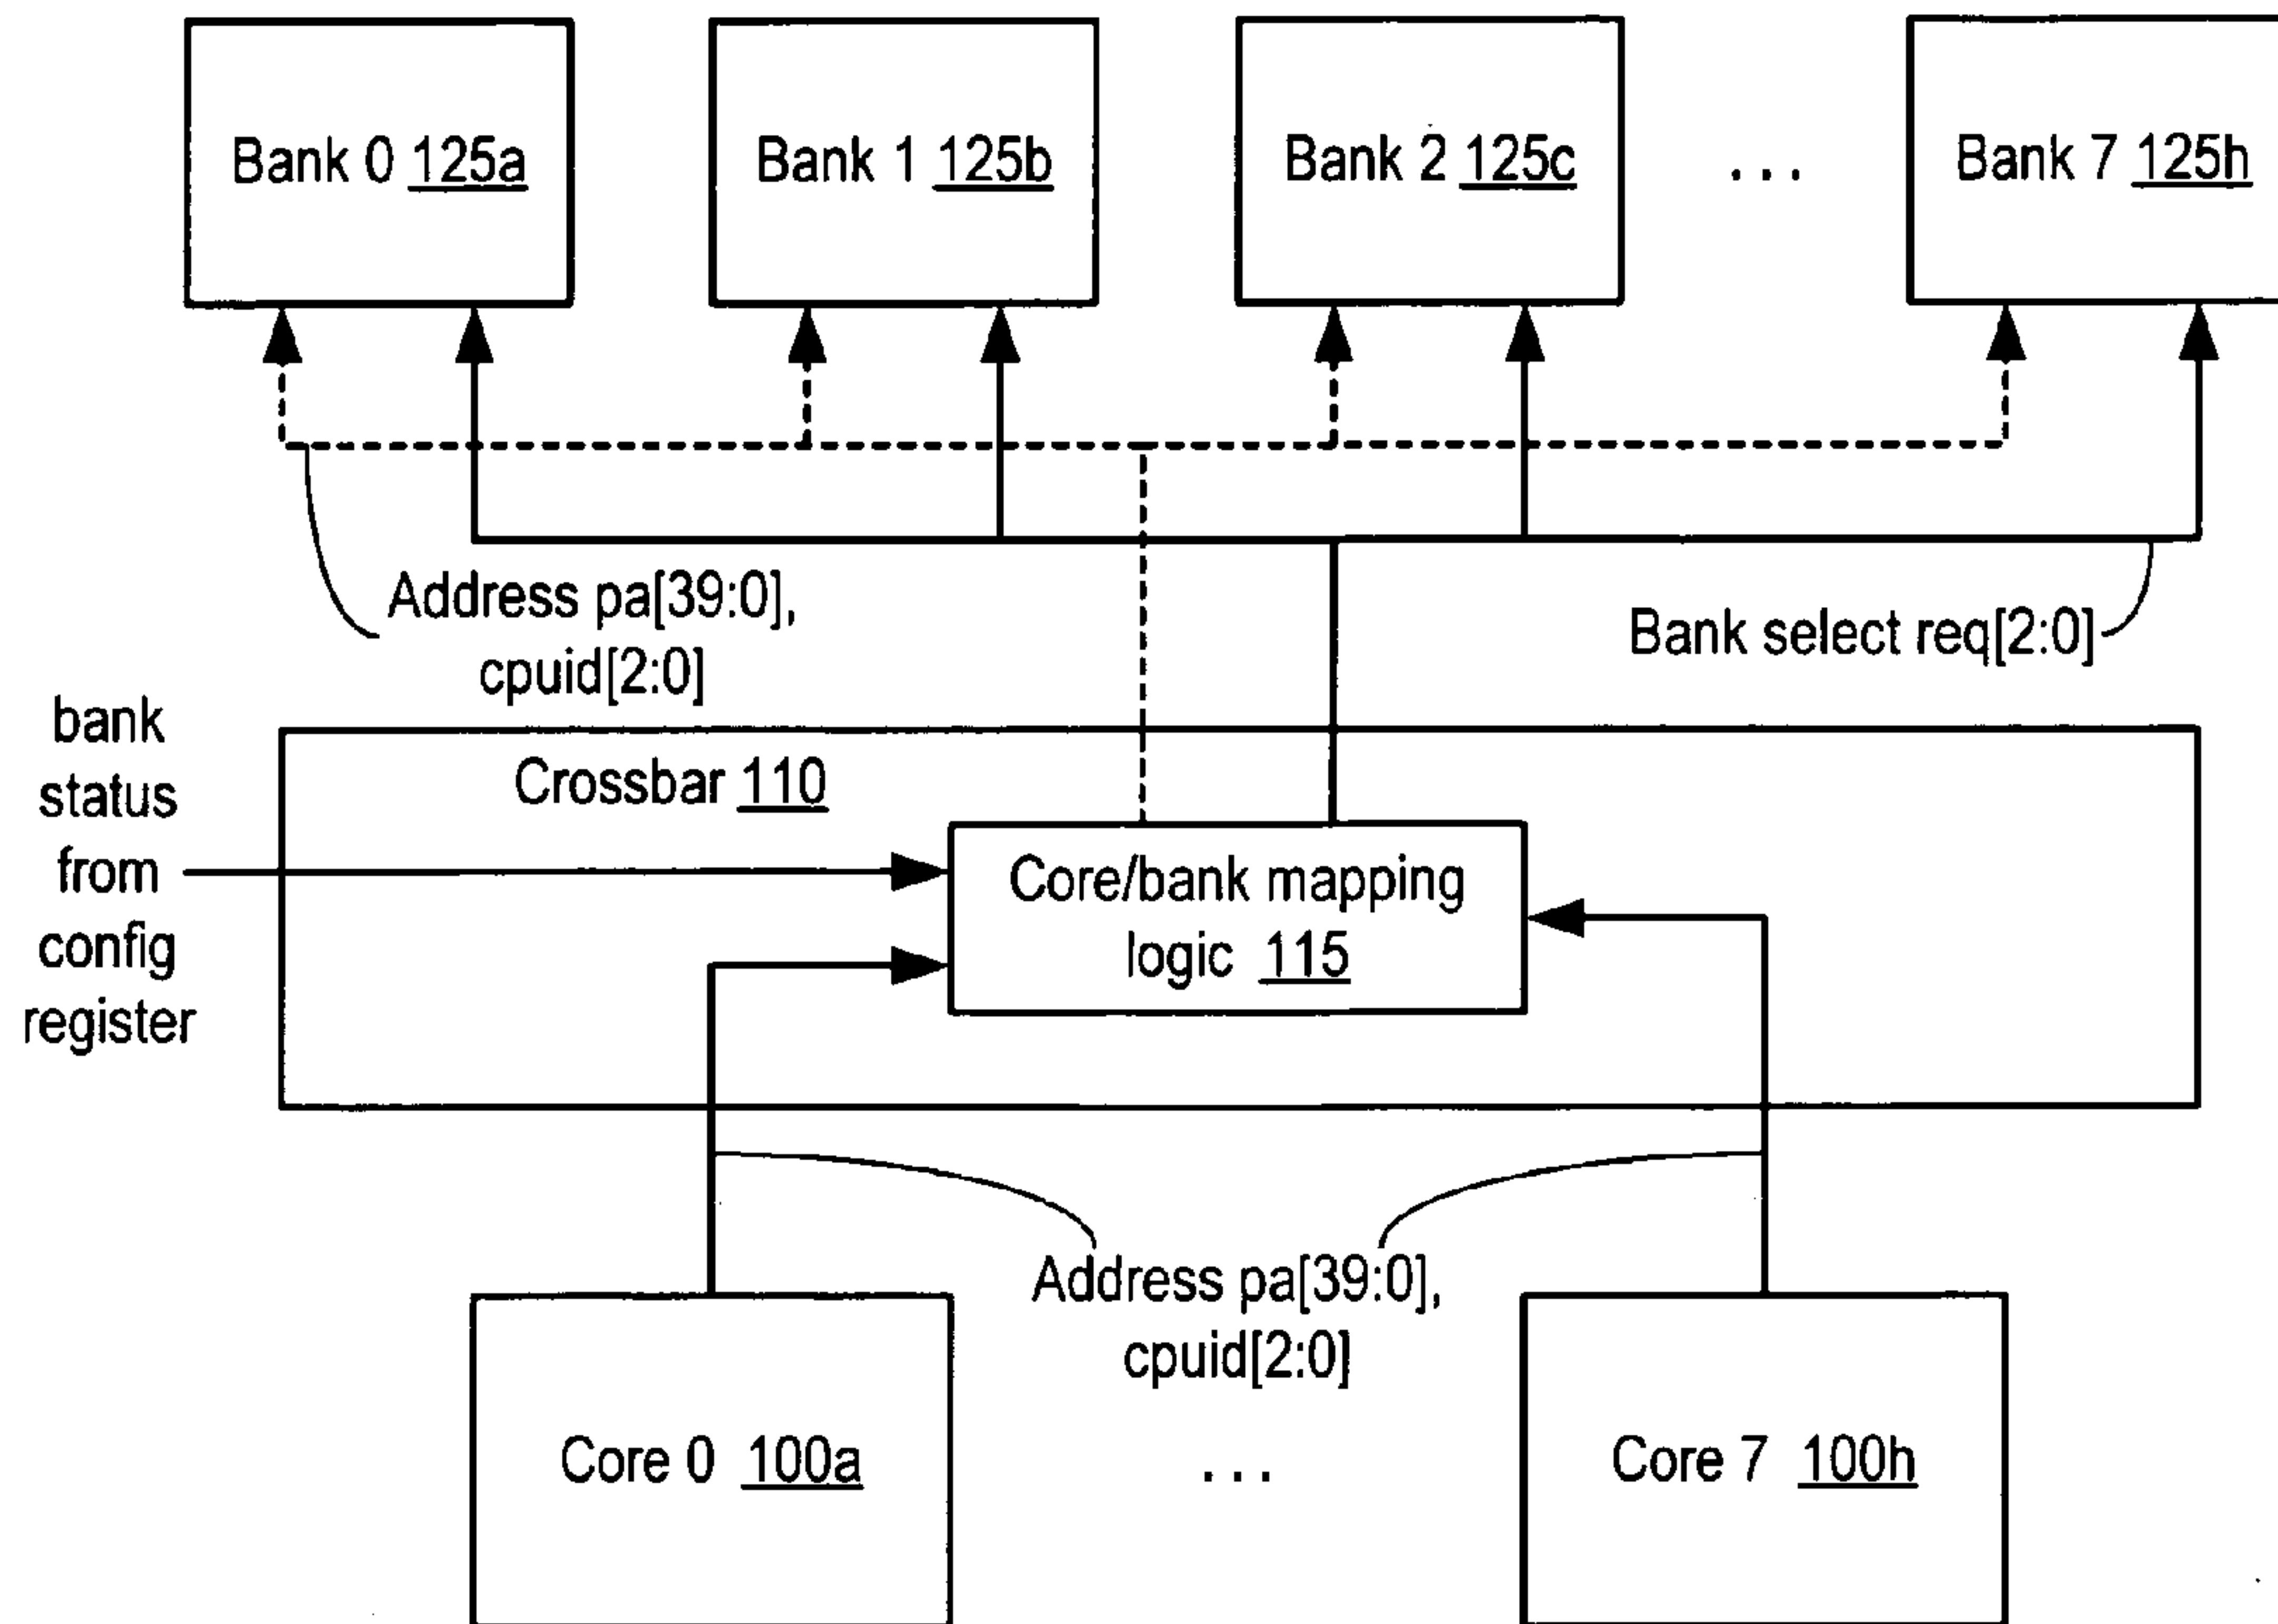 Bank 0 125a
Bank 1 125b
Bank 2 125c
...
Bank 7 125h
Address pa[39:0],
cpuid[2:0]
Bank select req[2:0]
bank
status
from
config
register
Crossbar 110
Core/bank mapping
logic 115
Address pa[39:0],
cpuid[2:0]
Core 0 100a
...
Core 7 100h